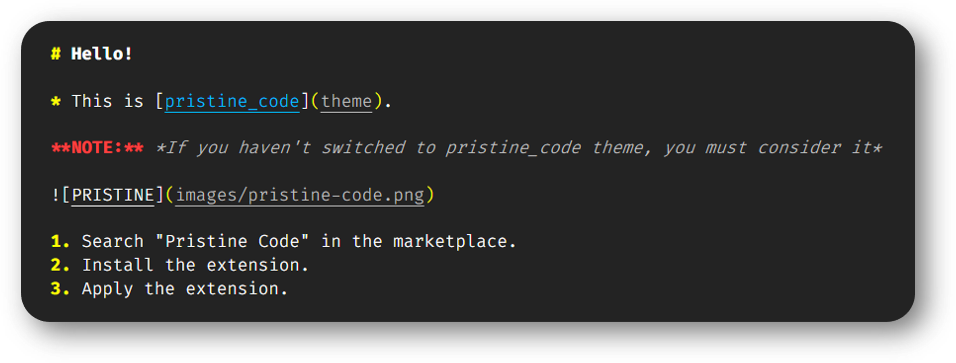 # Hello!
* This is [pristine_code](theme).
**NOTE:** *If you haven't switched to pristine_code theme, you must consider it*
![PRISTINE](images/pristine-code.png)
1. Search "Pristine Code" in the marketplace.
2. Install the extension.
3. Apply the extension.